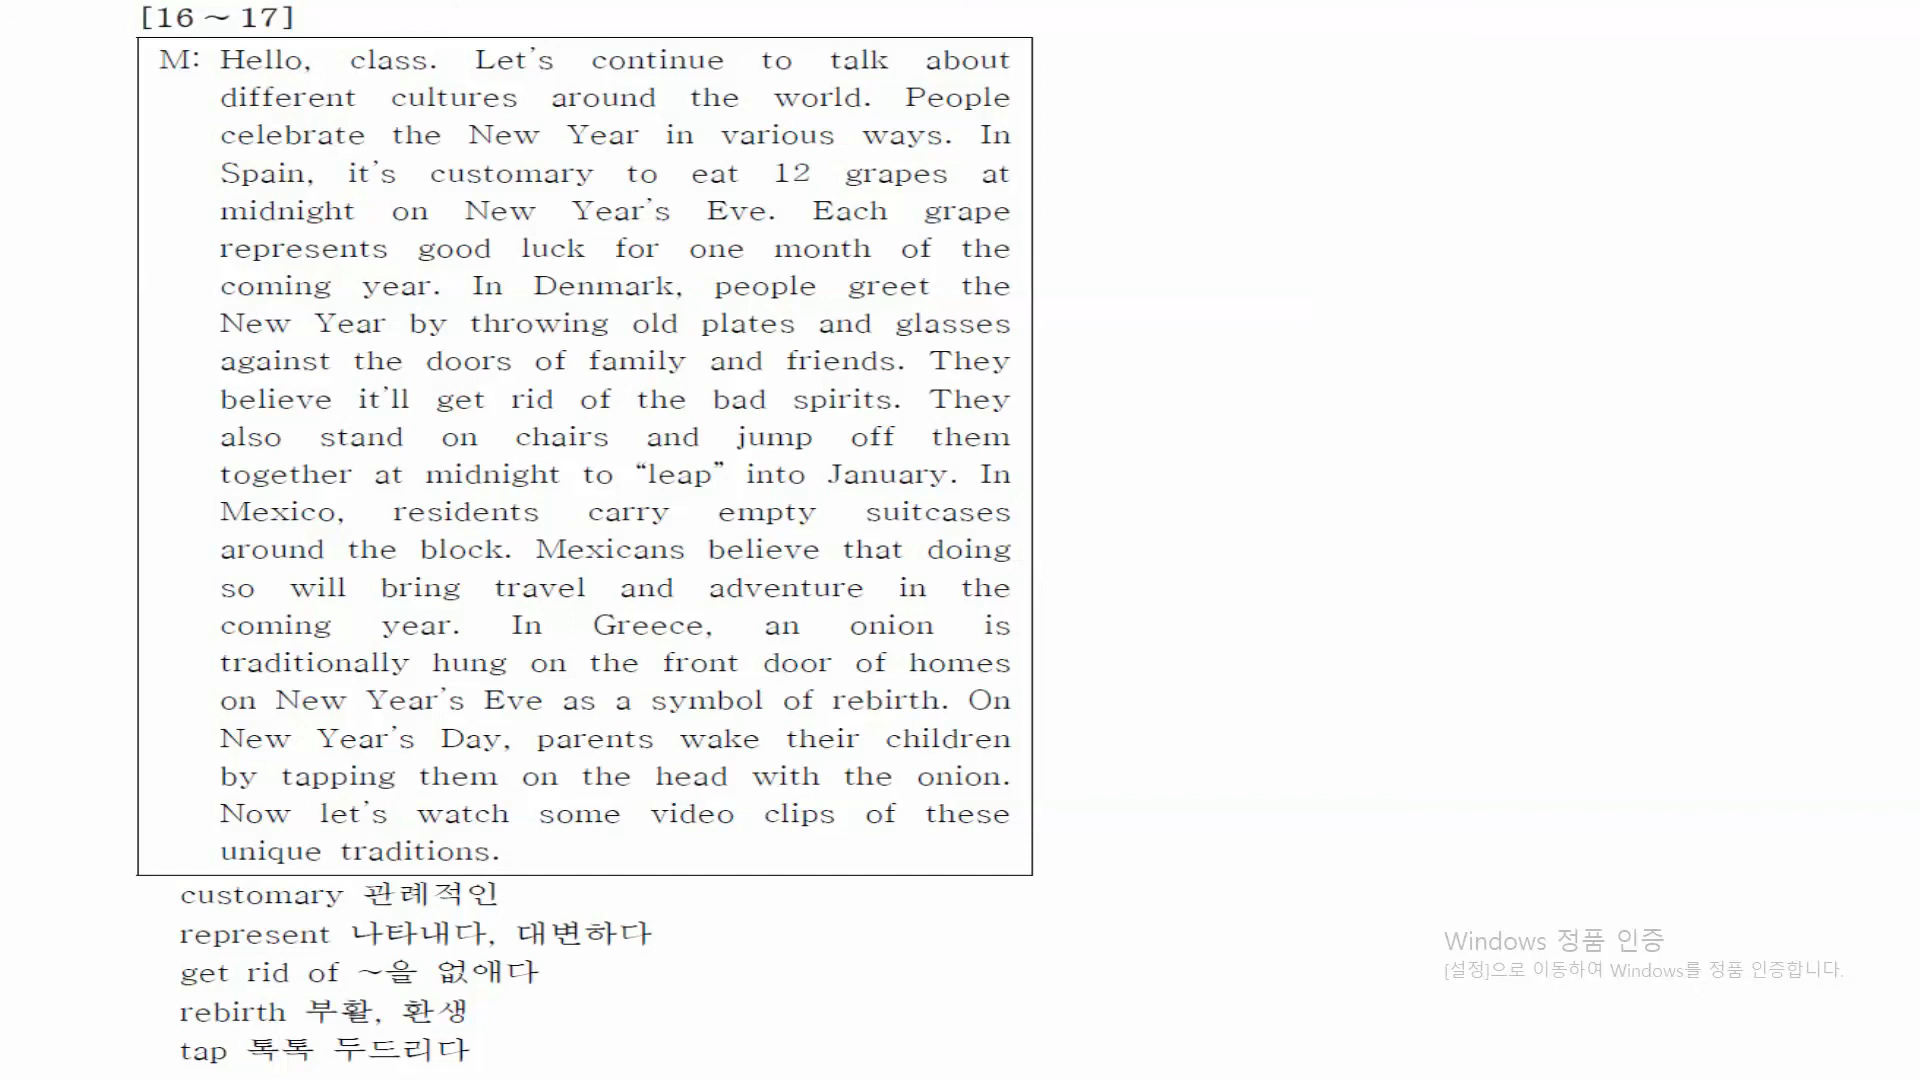 [16~17]
M: Hello, class. Let's continue to talk about
different cultures around the world. People
celebrate the New Year in various ways. In
Spain, it's customary to eat 12 grapes at
midnight on New Year's Eve. Each grape
represents good luck for one month of the
coming year. In Denmark, people greet the
New Year by throwing old plates and glasses
against the doors of family and friends. They
believe it'll get rid of the bad spirits. They
also stand on chairs and jump off them
together at midnight to “leap” into January. In
Mexico, residents carry empty suitcases
around the block. Mexicans believe that doing
so will bring travel and adventure in the
coming year. In Greece, an onion is
traditionally hung on the front door of homes
on New Year's Eve as a symbol of rebirth. On
New Year's Day, parents wake their children
by tapping them on the head with the onion.
Now let's watch some video clips of these
unique traditions.
customary 관례적인
represent 나타내다, 대변하다
get rid of ~을 없애다
rebirth 부활, 환생
tap 톡톡 두드리다
Windows 정품 인증
[설정]으로 이동하여 Windows를 정품 인증합니다.